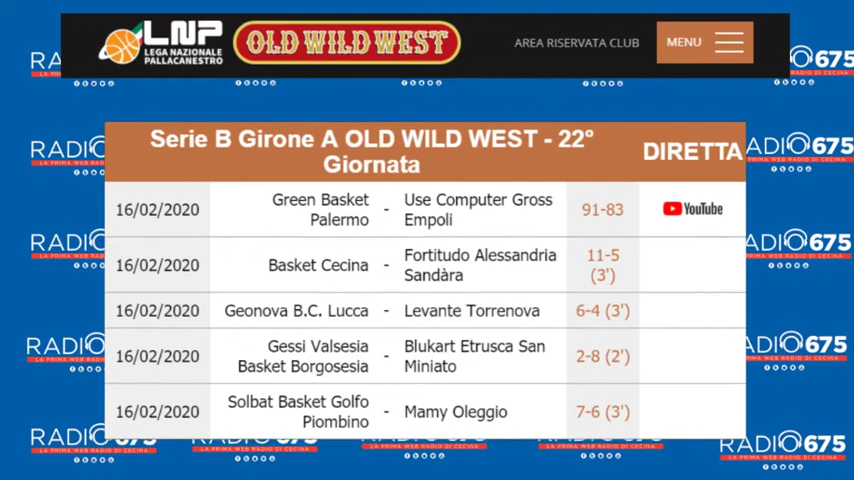 LNP
LEGA NAZIONALE
PALLACANESTRO
OLD WILD WEST
AREA RISERVATA CLUB
MENU
Serie B Girone A OLD WILD WEST - 22°
Giornata
DIRETTA
16/02/2020 Green Basket Palermo - Use Computer Gross Empoli 91-83 YouTube
16/02/2020 Basket Cecina - Fortitudo Alessandria Sandàra 11-5 (3')
16/02/2020 Geonova B.C. Lucca - Levante Torrenova 6-4 (3')
16/02/2020 Gessi Valsesia Basket Borgosesia - Blukart Etrusca San Miniato 2-8 (2')
16/02/2020 Solbat Basket Golfo Piombino - Mamy Oleggio 7-6 (3')
RADIO675
LA PRIMA WEB RADIO DI CECINA